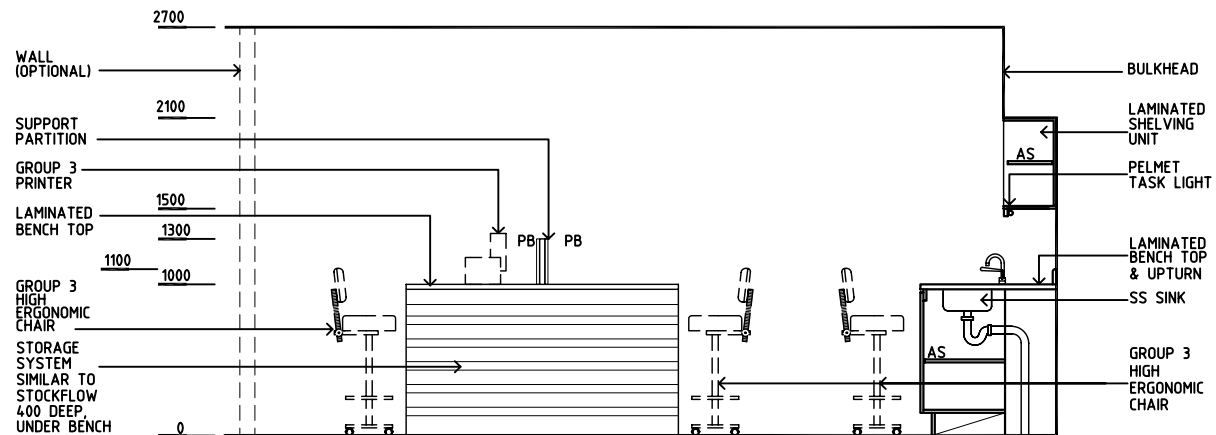 2700
WALL
(OPTIONAL)
2100
SUPPORT
PARTITION
GROUP 3
PRINTER
1500
LAMINATED
BENCH TOP
1300
1100
1000
GROUP 3
HIGH
ERGONOMIC
CHAIR
STORAGE
SYSTEM
SIMILAR TO
STOCKFLOW
400 DEEP,
UNDER BENCH
0
PB PB
AS
AS
BULKHEAD
LAMINATED
SHELVING
UNIT
PELMET
TASK LIGHT
LAMINATED
BENCH TOP
& UPTURN
SS SINK
GROUP 3
HIGH
ERGONOMIC
CHAIR